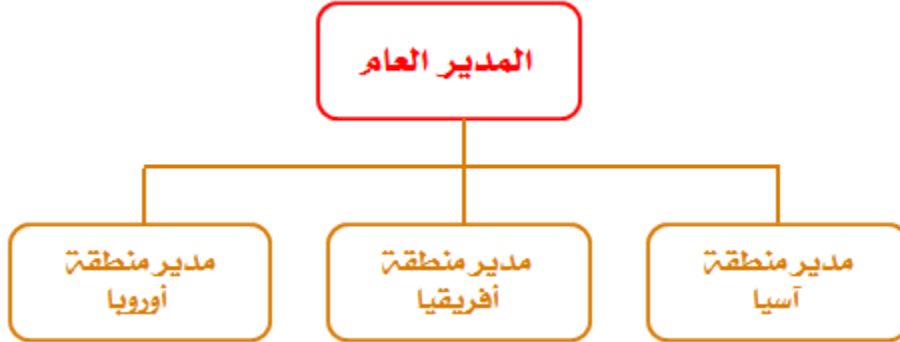 المدير العام
مدير منطقة
آسيا
مدير منطقة
أفريقيا
مدير منطقة
أوروبا